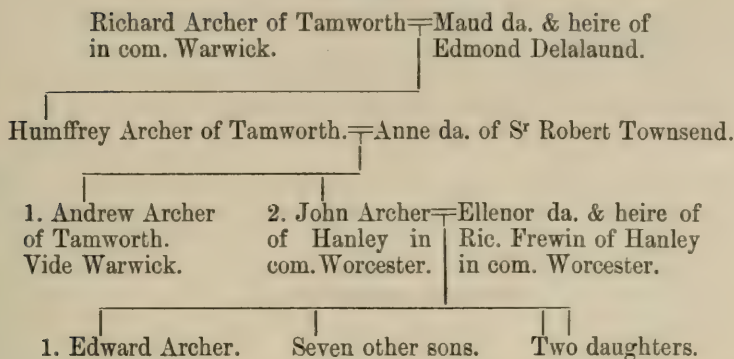 Richard Archer of Tamworth Maud da. & heire of
in com. Warwick. Edmond Delalaund.
Humffrey Archer of Tamworth. Anne da. of Sʳ Robert Townsend.
1. Andrew Archer 2. John Archer Ellenor da. & heire of
of Tamworth. of Hanley in Ric. Frewin of Hanley
Vide Warwick. com. Worcester. in com. Worcester.
1. Edward Archer. Seven other sons. Two daughters.